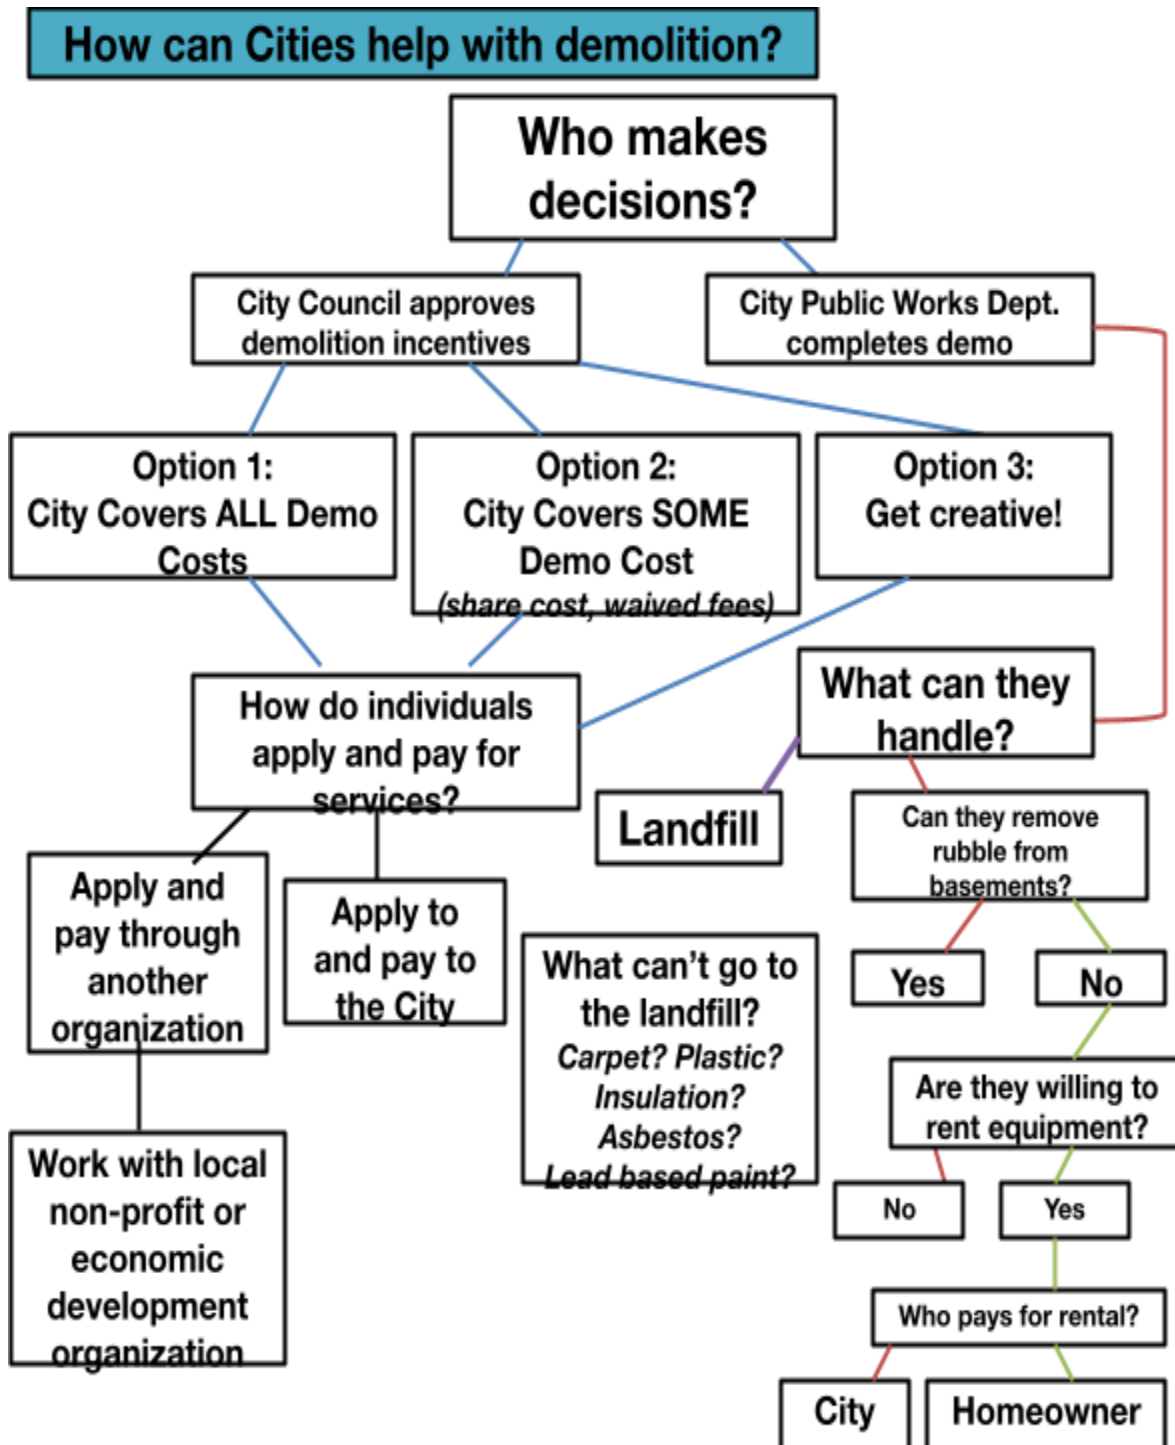 How can Cities help with demolition?
Who makes
decisions?
City Council approves
demolition incentives
City Public Works Dept.
completes demo
Option 1:
City Covers ALL Demo
Costs
Option 2:
City Covers SOME
Demo Cost
(share cost, waived fees)
Option 3:
Get creative!
How do individuals
apply and pay for
services?
What can they
handle?
Landfill
Can they remove
rubble from
basements?
Apply and
pay through
another
organization
Apply to
and pay to
the City
What can’t go to
the landfill?
Carpet? Plastic?
Insulation?
Asbestos?
Lead based paint?
Yes
No
Are they willing to
rent equipment?
Work with local
non-profit or
economic
development
organization
No
Yes
Who pays for rental?
City
Homeowner